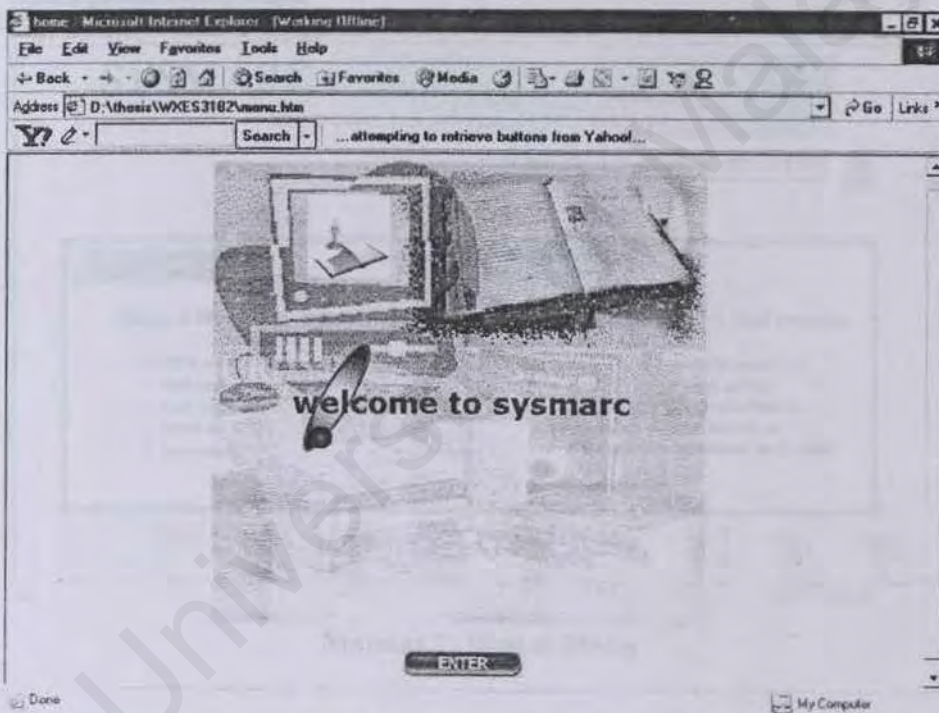 home - Microsoft Internet Explorer - [Working Offline]
File Edit View Favorites Tools Help
Back Search Favorites Media
Address D:\thesis\WXES3182\manu.htm Go Links
Y? Search ...attempting to retrieve buttons from Yahoo!...
welcome to sysmarc
ENTER
Done My Computer